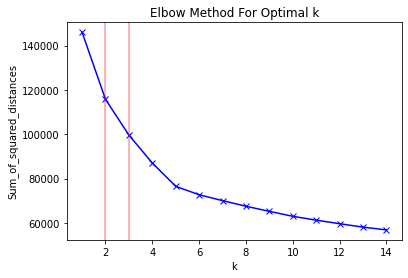 Elbow Method For Optimal k
Sum_of_squared_distances
140000
120000
100000
80000
60000
2 4 6 8 10 12 14
k